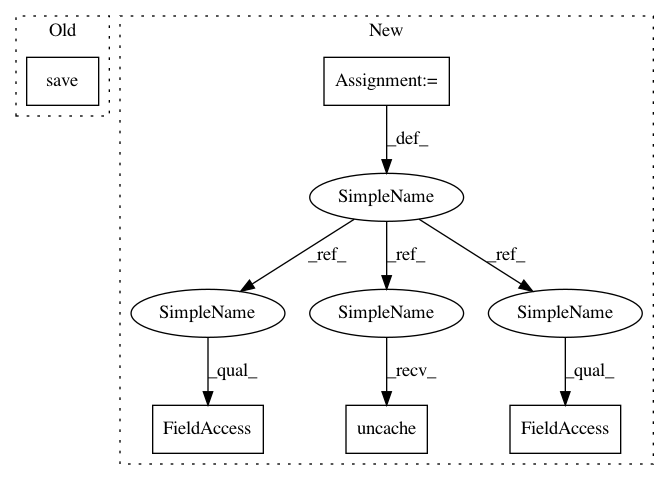 Old
New
save
Assignment:=
_def_
SimpleName
_ref_
_ref_
_ref_
SimpleName
SimpleName
SimpleName
_qual_
_recv_
_qual_
FieldAccess
uncache
FieldAccess